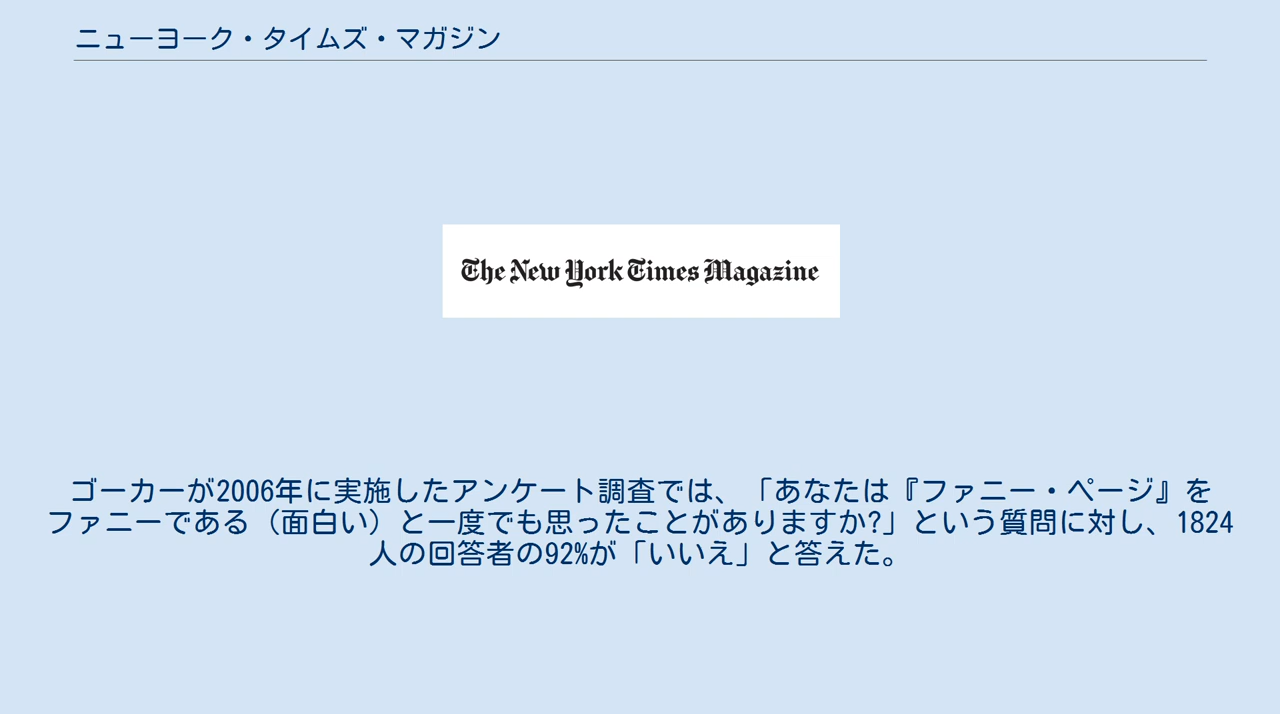 ニューヨーク・タイムズ・マガジン
The New York Times Magazine
ゴーカーが2006年に実施したアンケート調査では、「あなたは『ファニー・ページ』を
ファニーである（面白い）と一度でも思ったことがありますか?」という質問に対し、1824
人の回答者の92%が「いいえ」と答えた。